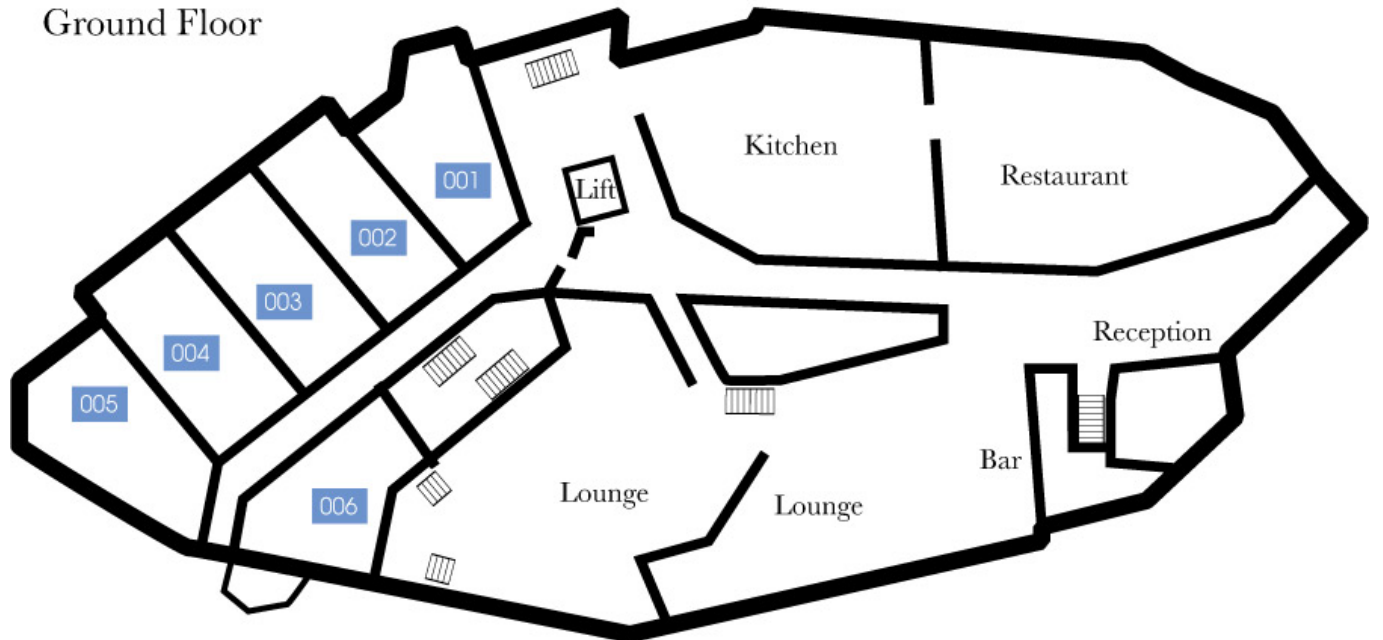 Ground Floor
Kitchen
Restaurant
001
Lift
002
003
Reception
004
005
Bar
Lounge
Lounge
006